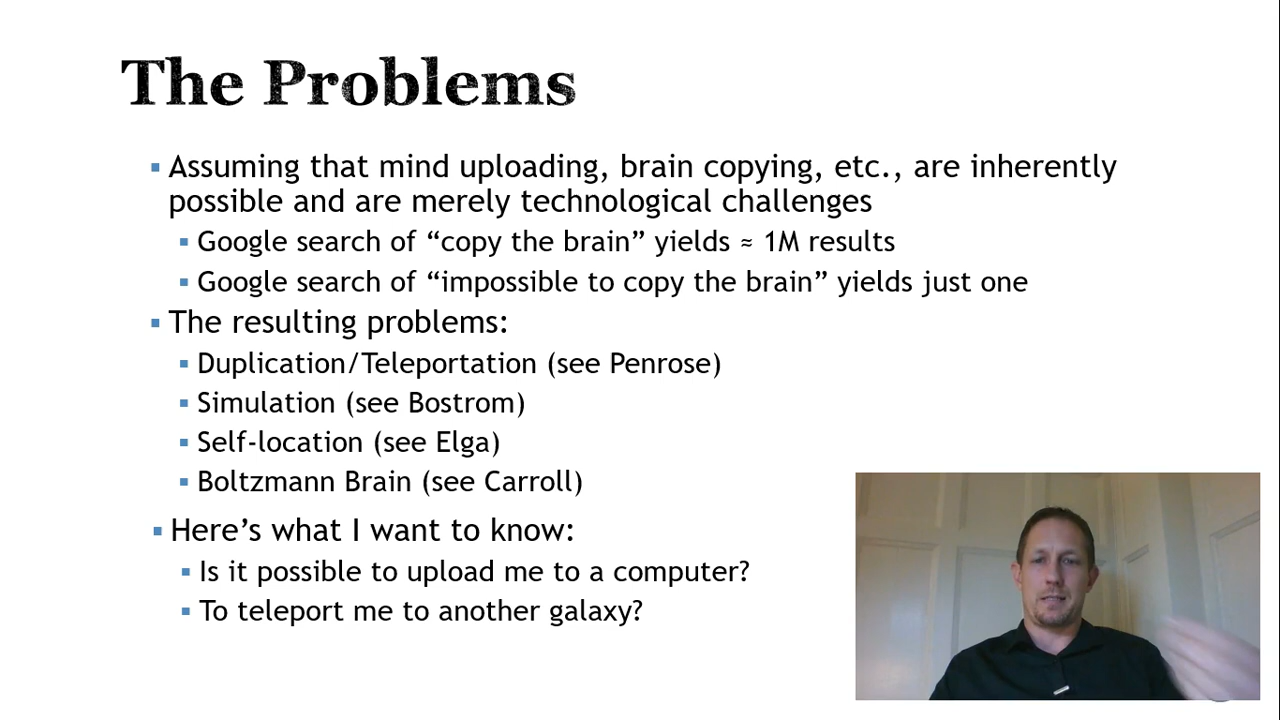 The Problems
Assuming that mind uploading, brain copying, etc., are inherently
possible and are merely technological challenges
Google search of “copy the brain” yields ≈ 1M results
Google search of “impossible to copy the brain” yields just one
The resulting problems:
Duplication/Teleportation (see Penrose)
Simulation (see Bostrom)
Self-location (see Elga)
Boltzmann Brain (see Carroll)
Here’s what I want to know:
Is it possible to upload me to a computer?
To teleport me to another galaxy?